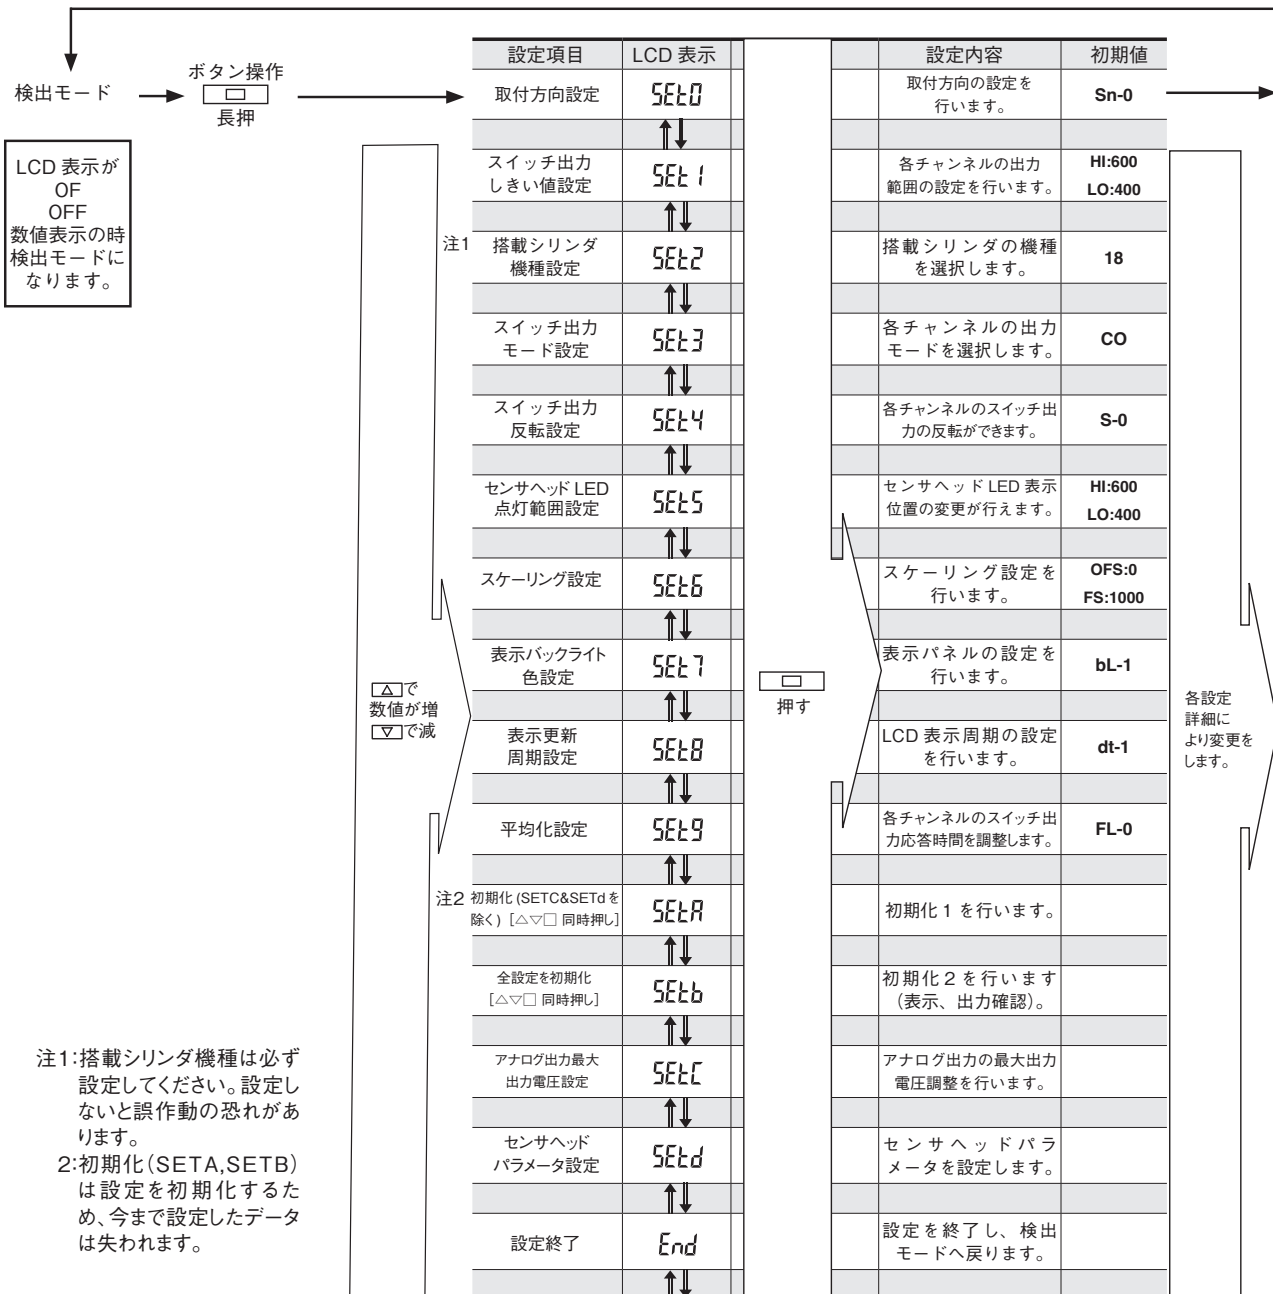 検出モード
ボタン操作
長押
LCD 表示が
OF
OFF
数値表示の時
検出モードに
なります。
設定項目 LCD 表示 設定内容 初期値
取付方向設定 SEt0 取付方向の設定を
行います。 Sn-0
スイッチ出力
しきい値設定 SEt1 各チャンネルの出力
範囲の設定を行います。 HI:600
LO:400
注1 搭載シリンダ
機種設定 SEt2 搭載シリンダの機種
を選択します。 18
スイッチ出力
モード設定 SEt3 各チャンネルの出力
モードを選択します。 CO
スイッチ出力
反転設定 SEt4 各チャンネルのスイッチ出
力の反転ができます。 S-0
センサヘッド LED
点灯範囲設定 SEt5 センサヘッド LED 表示
位置の変更が行えます。 HI:600
LO:400
スケーリング設定 SEt6 スケーリング設定を
行います。 OFS:0
FS:1000
表示バックライト
色設定 SEt7 表示パネルの設定を
行います。 bL-1
表示更新
周期設定 SEt8 LCD 表示周期の設定
を行います。 dt-1
平均化設定 SEt9 各チャンネルのスイッチ出
力応答時間を調整します。 FL-0
注2 初期化 (SETC&SETd を
除く)［△▽□ 同時押し］ SEtA 初期化 1 を行います。
全設定を初期化
［△▽□ 同時押し］ SEtb 初期化 2 を行います
(表示、出力確認)。
アナログ出力最大
出力電圧設定 SEtC アナログ出力の最大出力
電圧調整を行います。
センサヘッド
パラメータ設定 SEtd センサヘッドパラ
メータを設定します。
設定終了 End 設定を終了し、検出
モードへ戻ります。
△で
数値が増
▽で減
押す
各設定
詳細に
より変更を
します。
注1：搭載シリンダ機種は必ず
設定してください。設定し
ないと誤作動の恐れがあ
ります。
2：初期化(SETA,SETB)
は設定を初期化するた
め、今まで設定したデータ
は失われます。